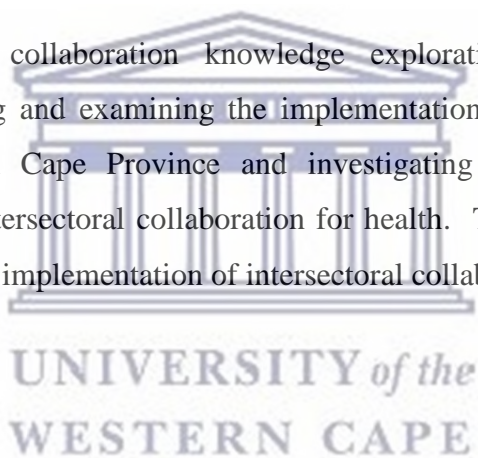 collaboration knowledge explorati
g and examining the implementation
Cape Province and investigating
tersectoral collaboration for health. T
implementation of intersectoral collab
UNIVERSITY of the
WESTERN CAPE